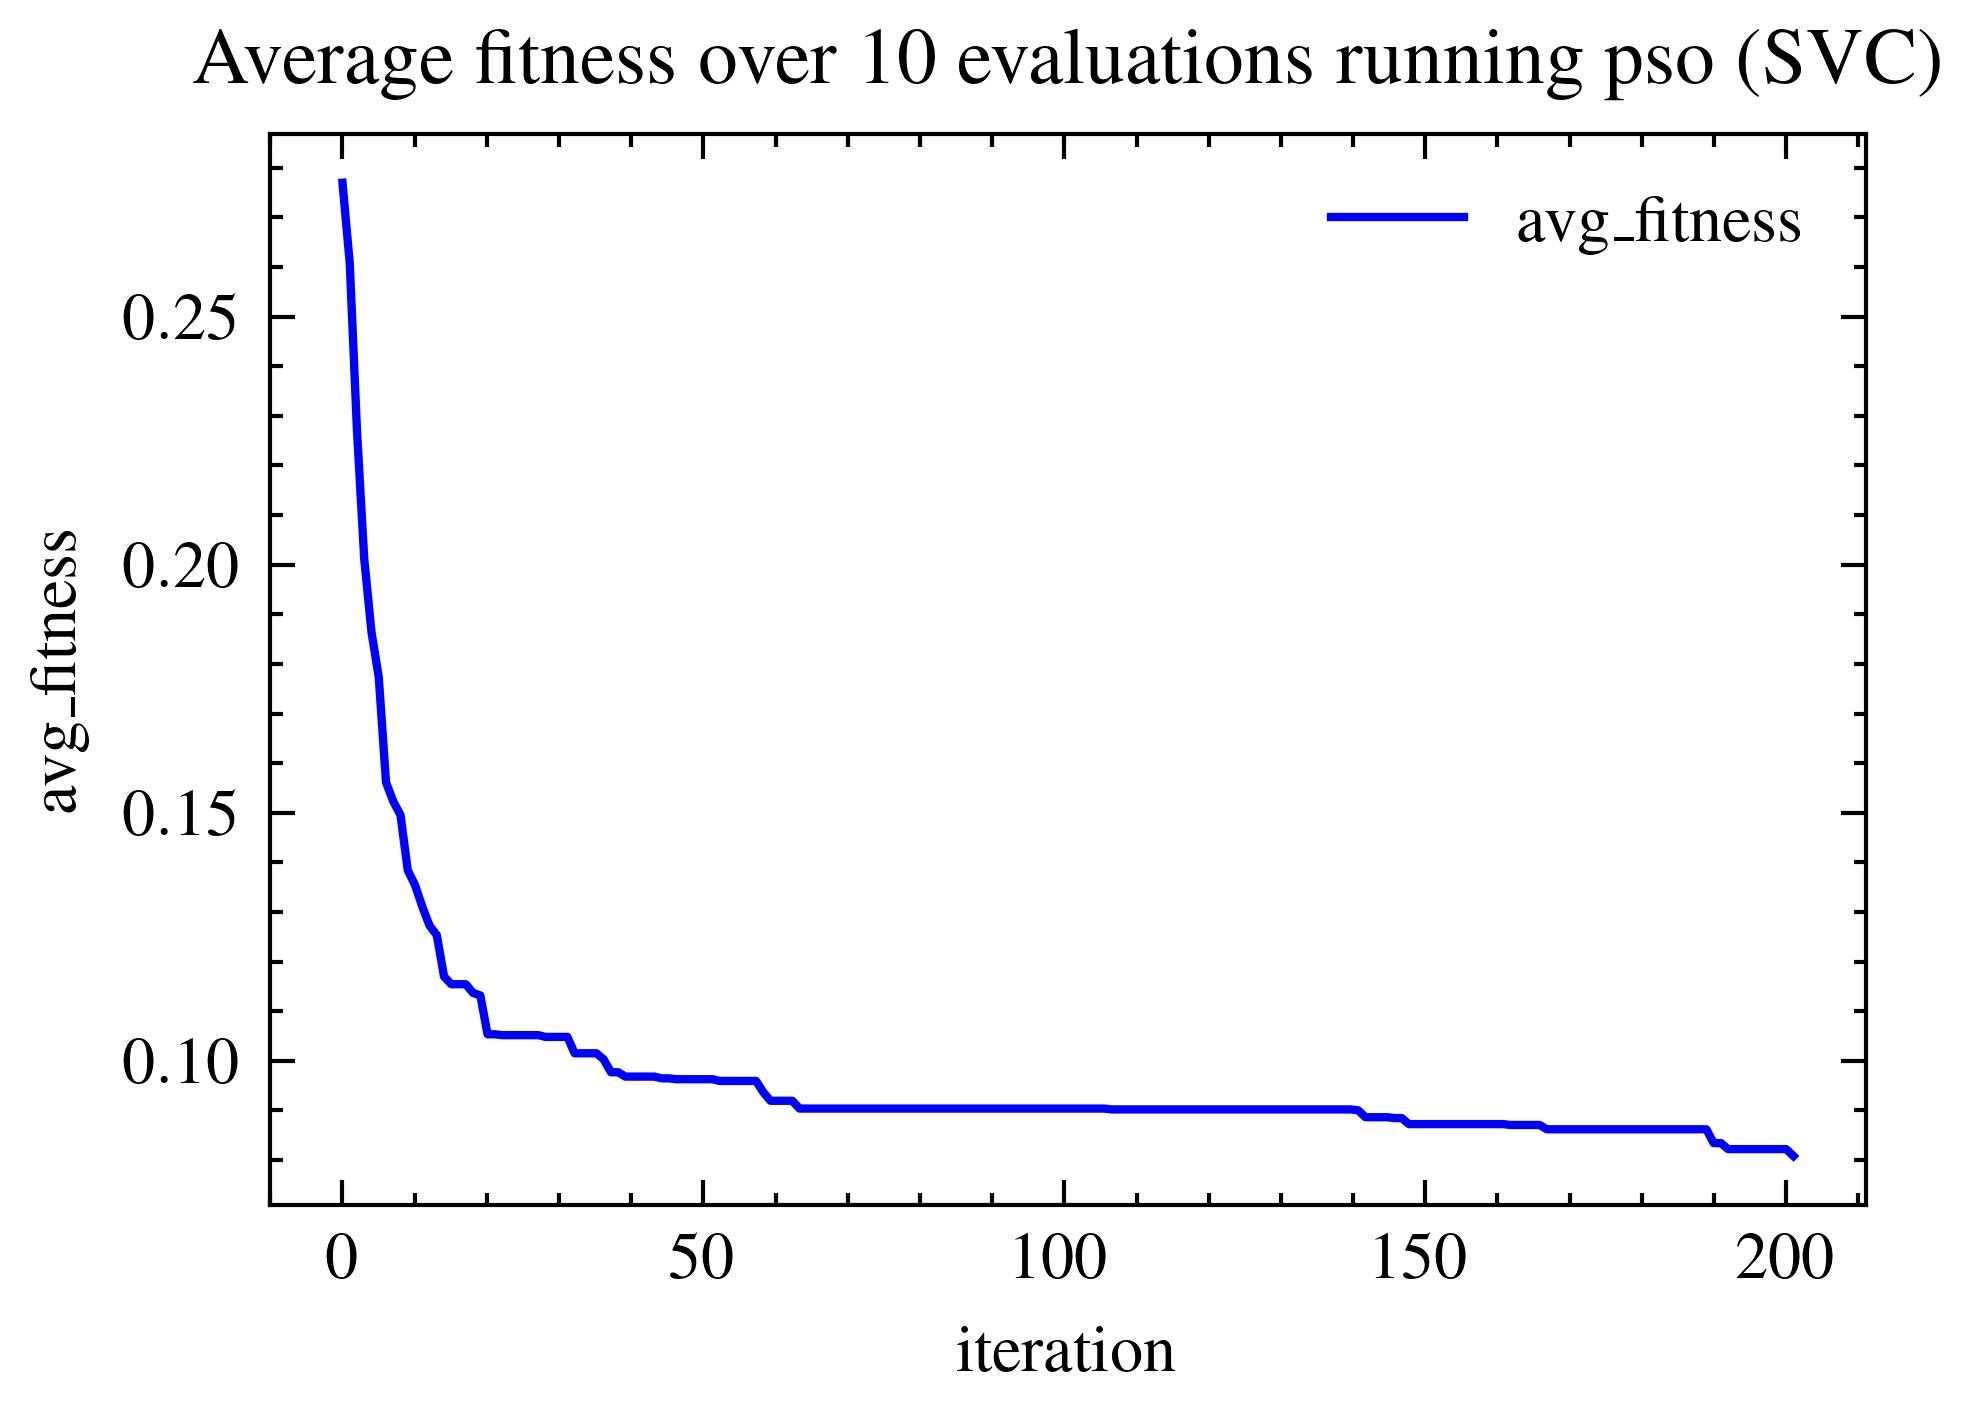 Average fitness over 10 evaluations running pso (SVC)
avg_fitness
avg_fitness
0.25
0.20
0.15
0.10
0 50 100 150 200
iteration